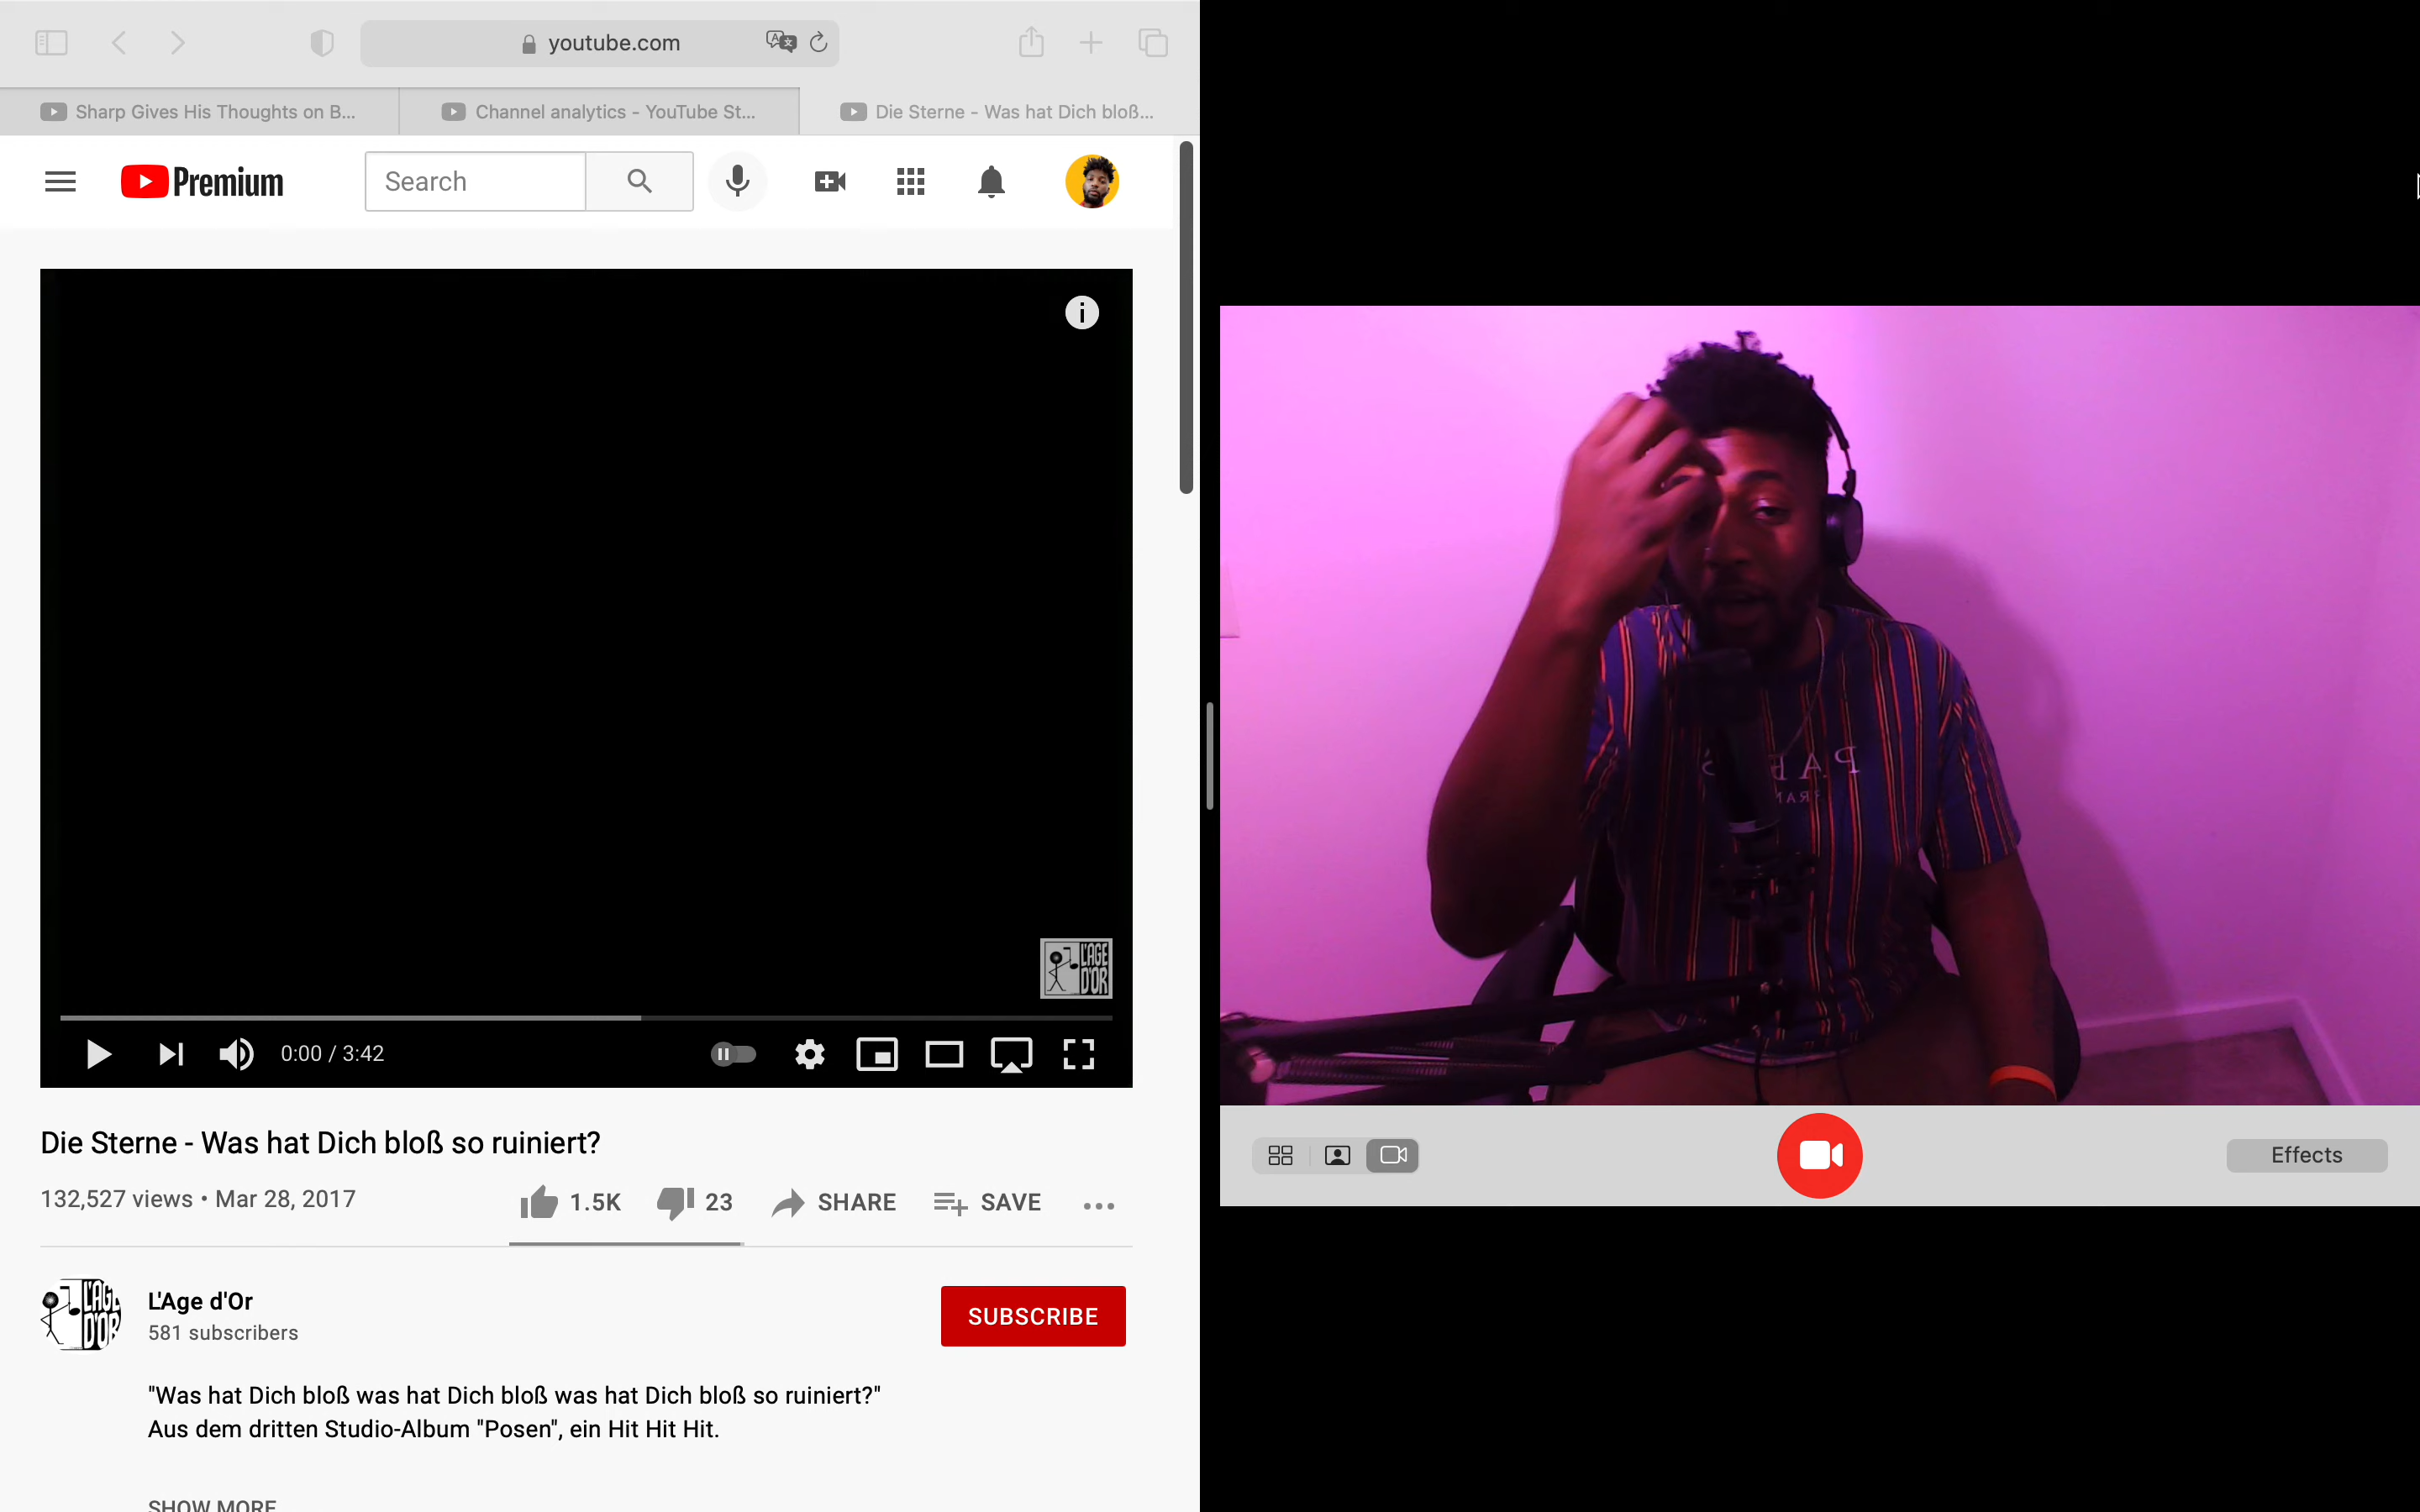 youtube.com
Sharp Gives His Thoughts on B...
Channel analytics - YouTube St...
Die Sterne - Was hat Dich bloß...
Premium
Search
L'AGE
D'OR
0:00 / 3:42
Die Sterne - Was hat Dich bloß so ruiniert?
132,527 views • Mar 28, 2017
1.5K
23
SHARE
SAVE
L'Age d'Or
581 subscribers
SUBSCRIBE
"Was hat Dich bloß was hat Dich bloß was hat Dich bloß so ruiniert?"
Aus dem dritten Studio-Album "Posen", ein Hit Hit Hit.
SHOW MORE
Effects